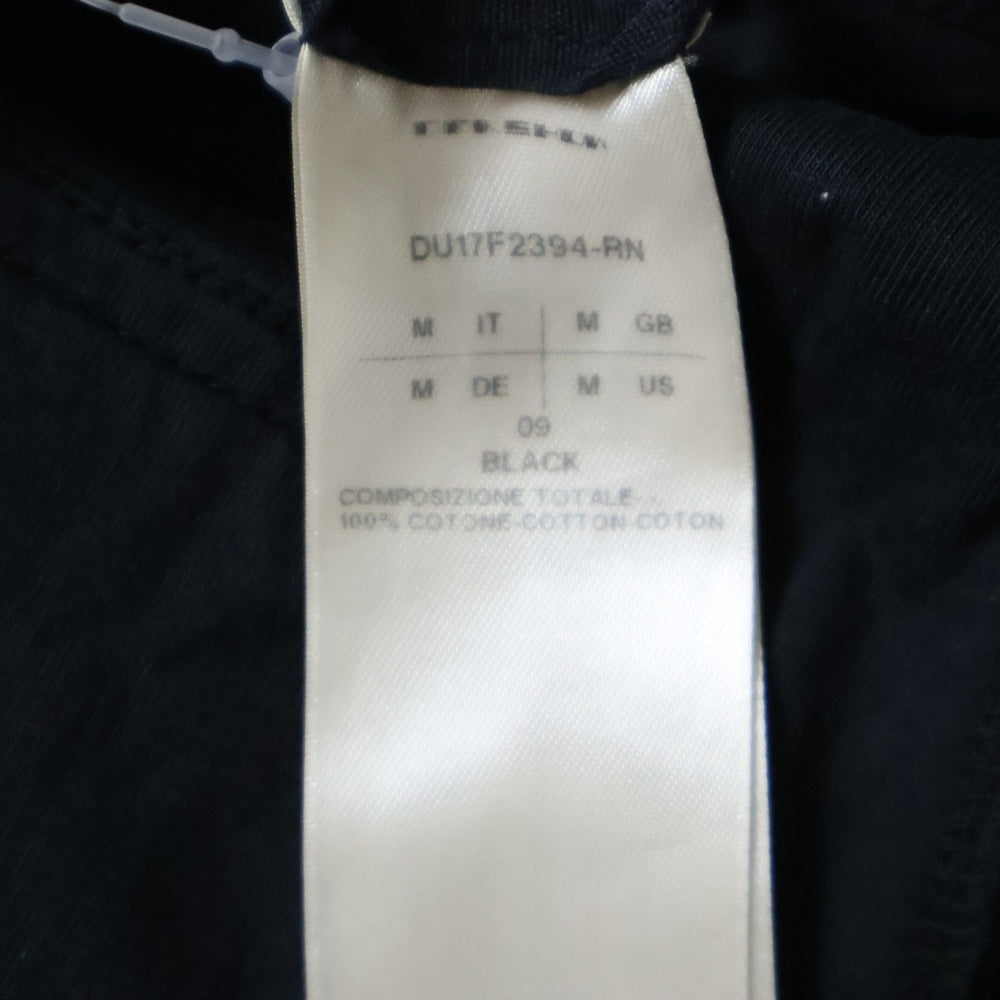 DU17F2394-RN
M IT M GB
M DE M US
09
BLACK
COMPOSIZIONE TOTALE
100% COTONE-COTTON-COTON